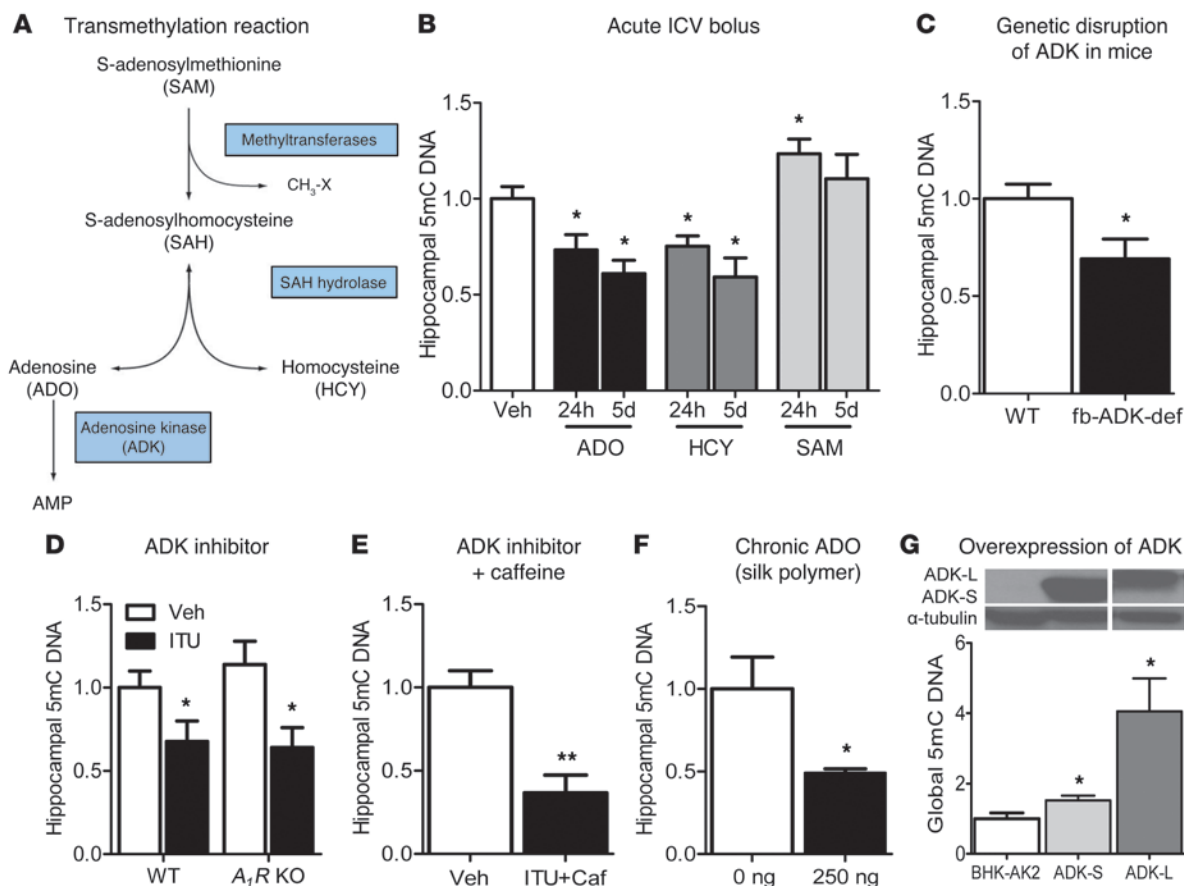 A
Transmethylation reaction
S-adenosylmethionine
(SAM)
Methyltransferases
CH₃-X
S-adenosylhomocysteine
(SAH)
SAH hydrolase
Adenosine
(ADO)
Homocysteine
(HCY)
Adenosine kinase
(ADK)
AMP
B
Acute ICV bolus
Hippocampal 5mC DNA
1.5
1.0
0.5
0.0
* * * * *
Veh 24h 5d 24h 5d 24h 5d
ADO HCY SAM
C
Genetic disruption
of ADK in mice
Hippocampal 5mC DNA
1.5
1.0
0.5
0.0
*
WT fb-ADK-def
D
ADK inhibitor
Hippocampal 5mC DNA
1.5
1.0
0.5
0.0
Veh
ITU
* *
WT A₁R KO
E
ADK inhibitor
+ caffeine
Hippocampal 5mC DNA
1.5
1.0
0.5
0.0
**
Veh ITU+Caf
F
Chronic ADO
(silk polymer)
Hippocampal 5mC DNA
1.5
1.0
0.5
0.0
*
0 ng 250 ng
G
Overexpression of ADK
ADK-L
ADK-S
α-tubulin
Global 5mC DNA
6
4
2
0
* *
BHK-AK2 ADK-S ADK-L